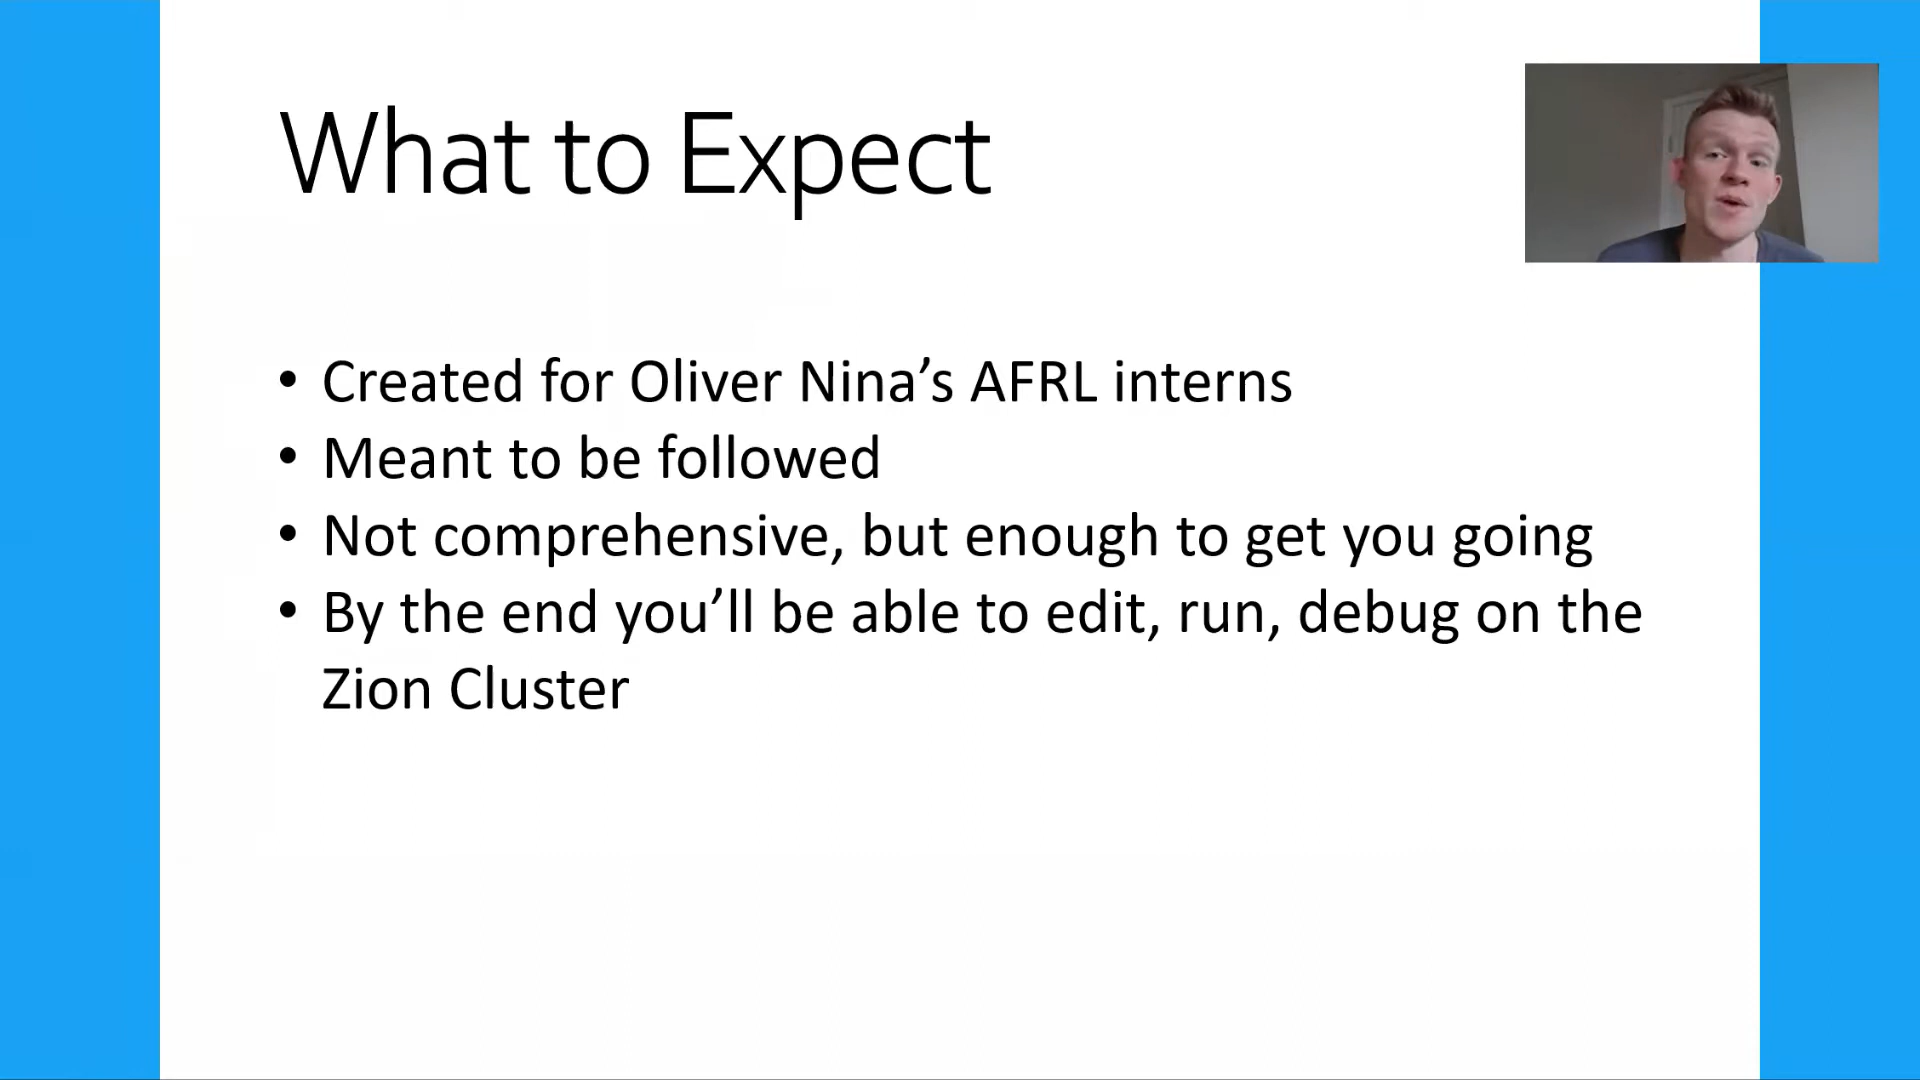 What to Expect
• Created for Oliver Nina’s AFRL interns
• Meant to be followed
• Not comprehensive, but enough to get you going
• By the end you’ll be able to edit, run, debug on the
Zion Cluster